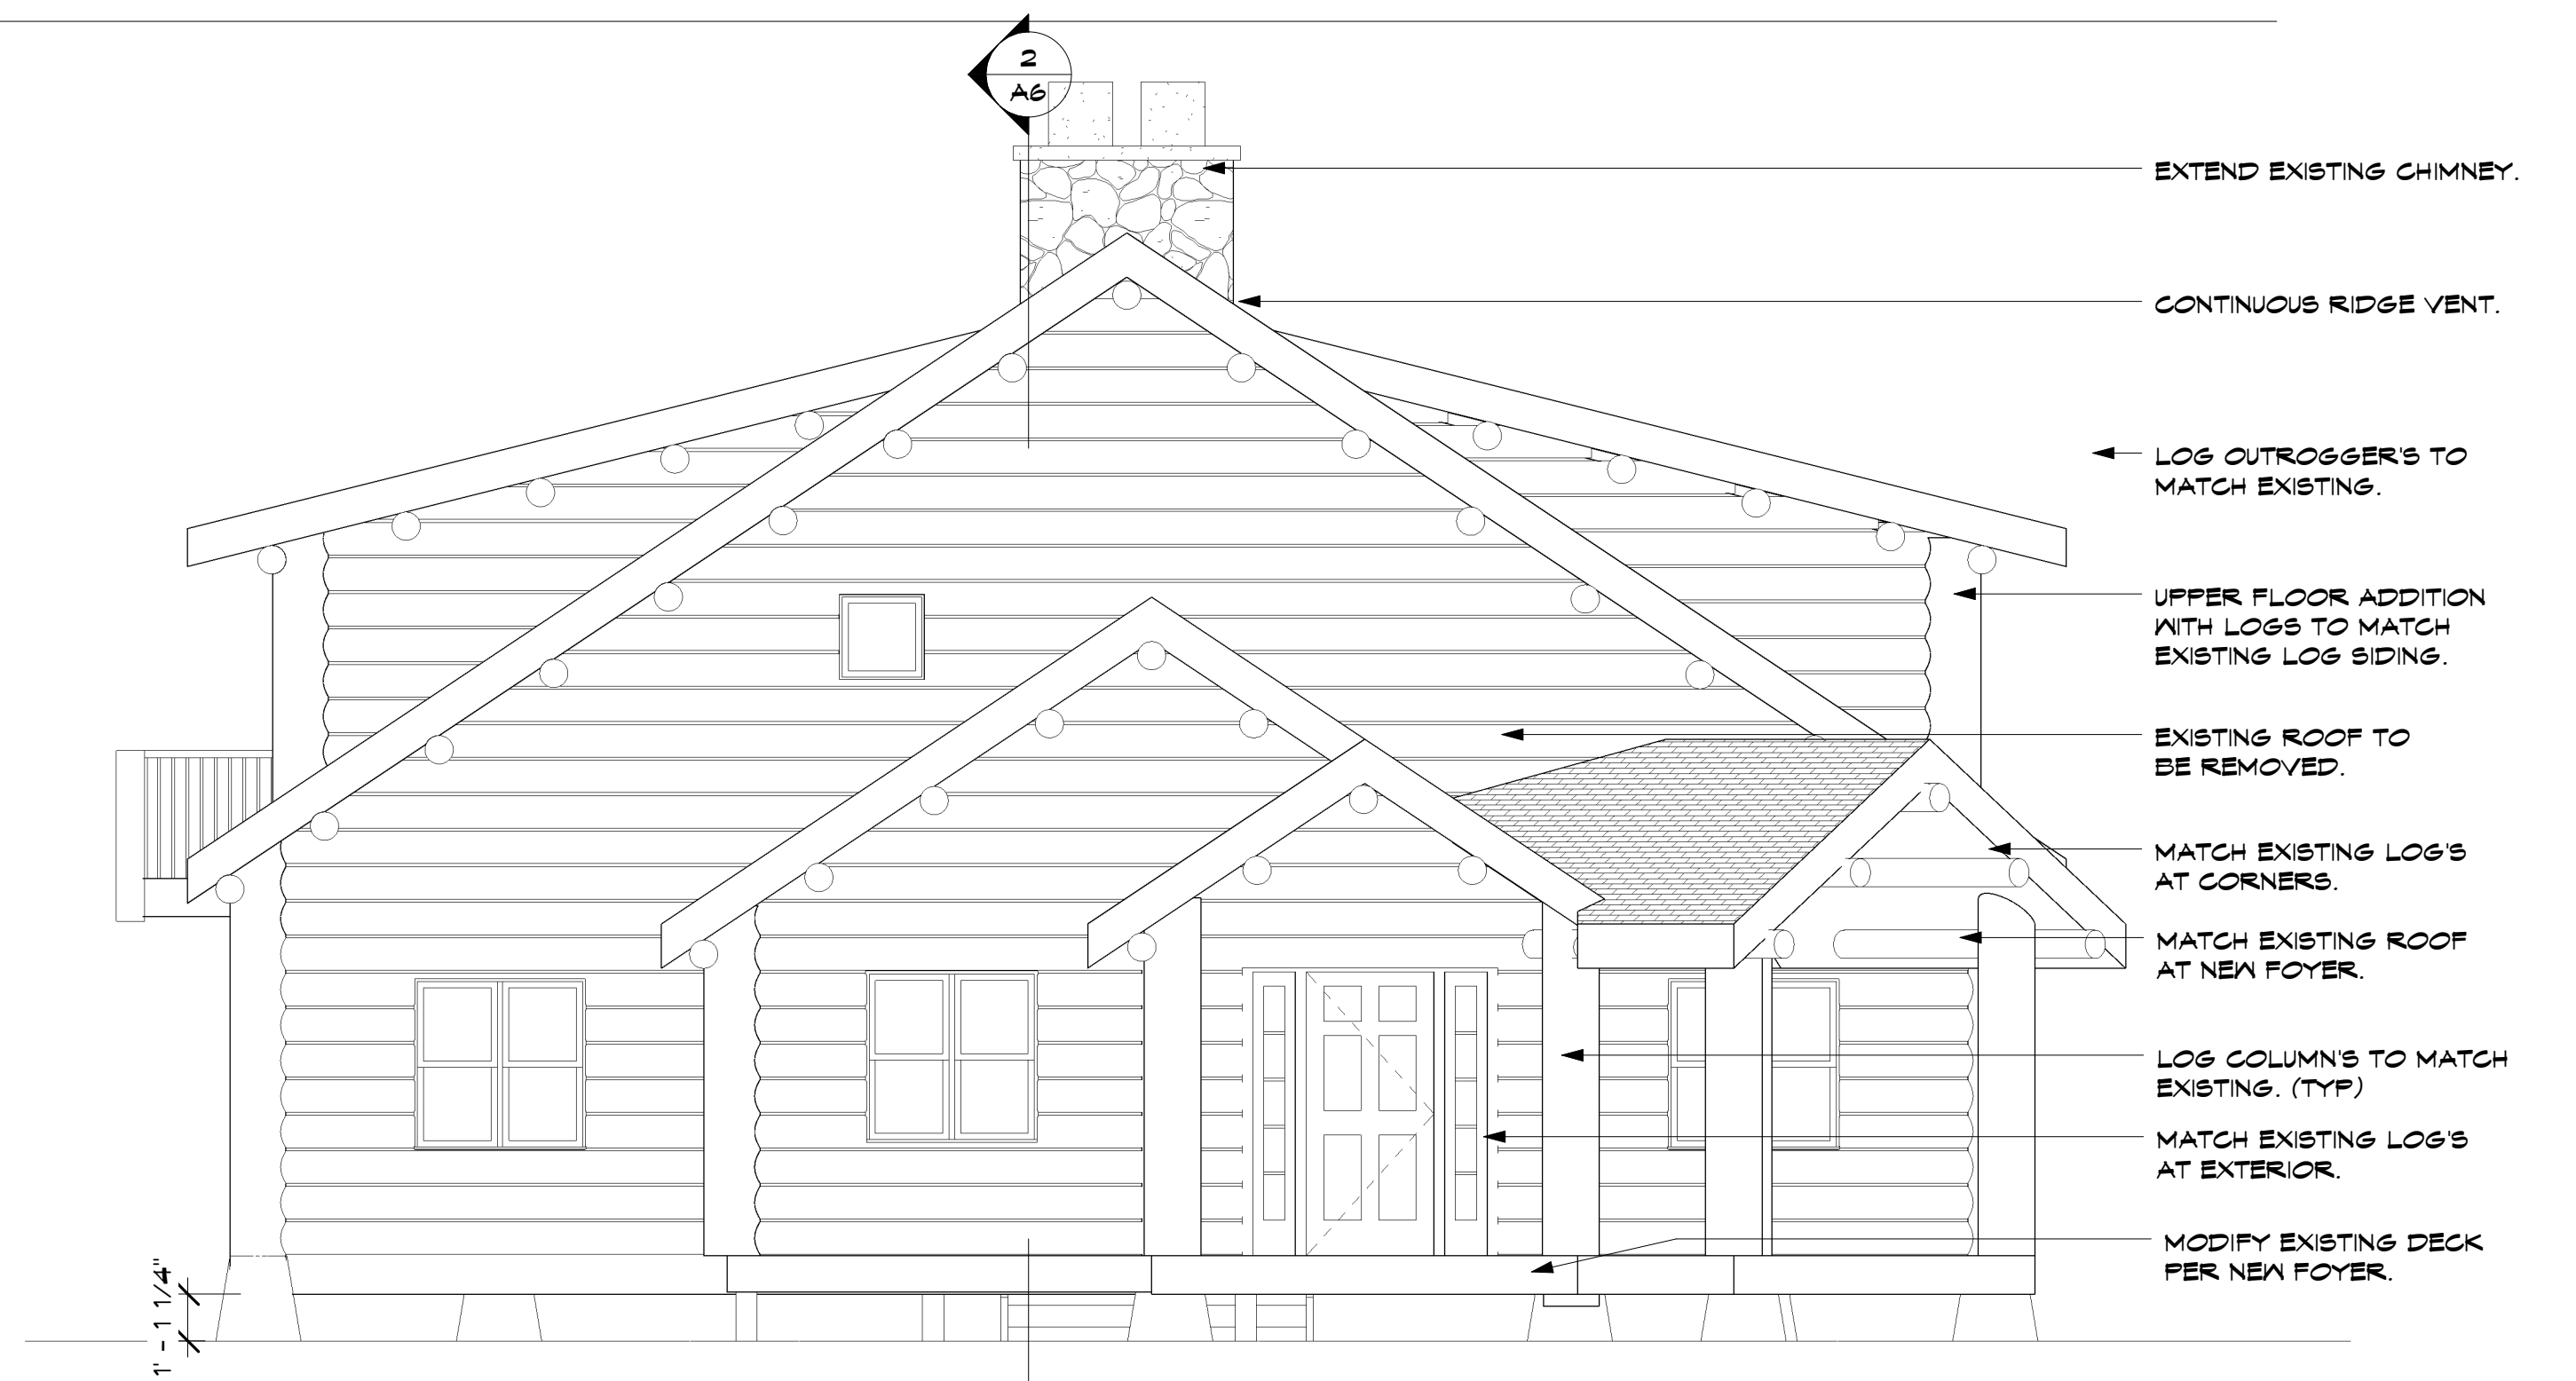 2
A6
EXTEND EXISTING CHIMNEY.
CONTINUOUS RIDGE VENT.
LOG OUTROGGER'S TO
MATCH EXISTING.
UPPER FLOOR ADDITION
WITH LOGS TO MATCH
EXISTING LOG SIDING.
EXISTING ROOF TO
BE REMOVED.
MATCH EXISTING LOG'S
AT CORNERS.
MATCH EXISTING ROOF
AT NEW FOYER.
LOG COLUMN'S TO MATCH
EXISTING. (TYP)
MATCH EXISTING LOG'S
AT EXTERIOR.
MODIFY EXISTING DECK
PER NEW FOYER.
1' - 1 1/4"